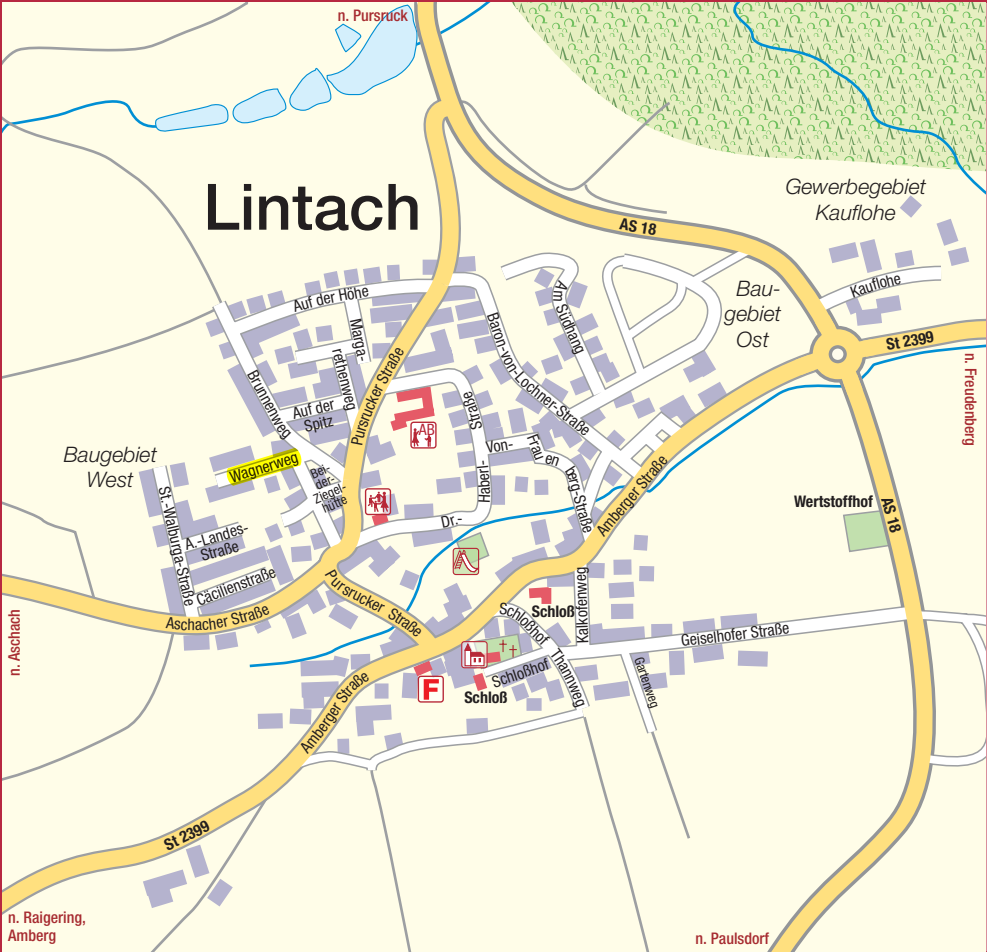 n. Pursruck
Lintach
Gewerbegebiet
Kauflohe
AS 18
Kauflohe
Bau-
gebiet
Ost
St 2399
n. Freudenberg
Auf der Höhe
Am Südhang
Marga-
rethenweg
Baron-von-Lochner-Straße
Pursrucker Straße
Brunnenweg
Auf der
Spitz
AB
Baugebiet
West
Wagnerweg
Bei-
der-
Ziegel-
hütte
Dr.-
Haberl-
Straße
Von-
Frau
en
berg-Straße
Amberger Straße
Wertstoffhof
AS 18
St.-Walburga-Straße
A.-Landes-
Straße
Cäcilienstraße
Aschacher Straße
n. Aschach
Pursrucker Straße
Schloß
Kalkofenweg
Schloßhof
Geiselhofer Straße
Schloßhof
Thannweg
Gartenweg
F
Schloß
Amberger Straße
St 2399
n. Raigering,
Amberg
n. Paulsdorf